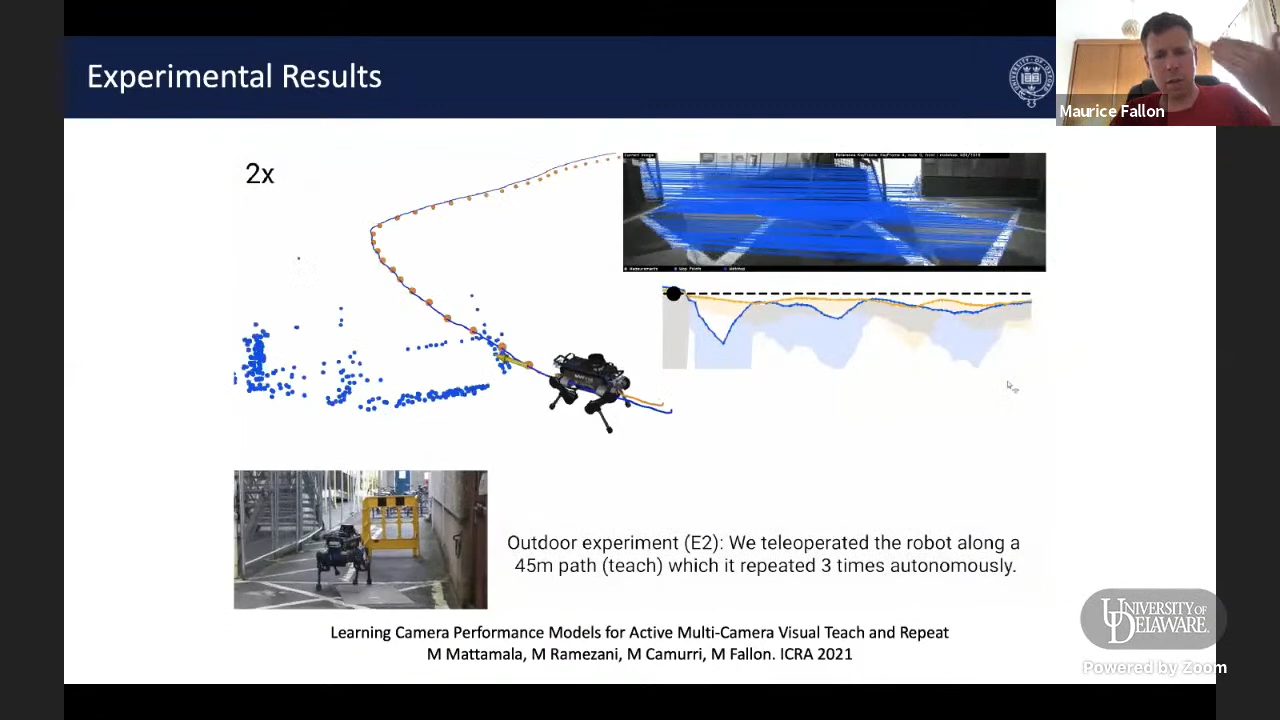 Experimental Results
Maurice Fallon
2x
Outdoor experiment (E2): We teleoperated the robot along a
45m path (teach) which it repeated 3 times autonomously.
Learning Camera Performance Models for Active Multi-Camera Visual Teach and Repeat
M Mattamala, M Ramezani, M Camurri, M Fallon. ICRA 2021
UNIVERSITY OF
DELAWARE.
Powered by Zoom